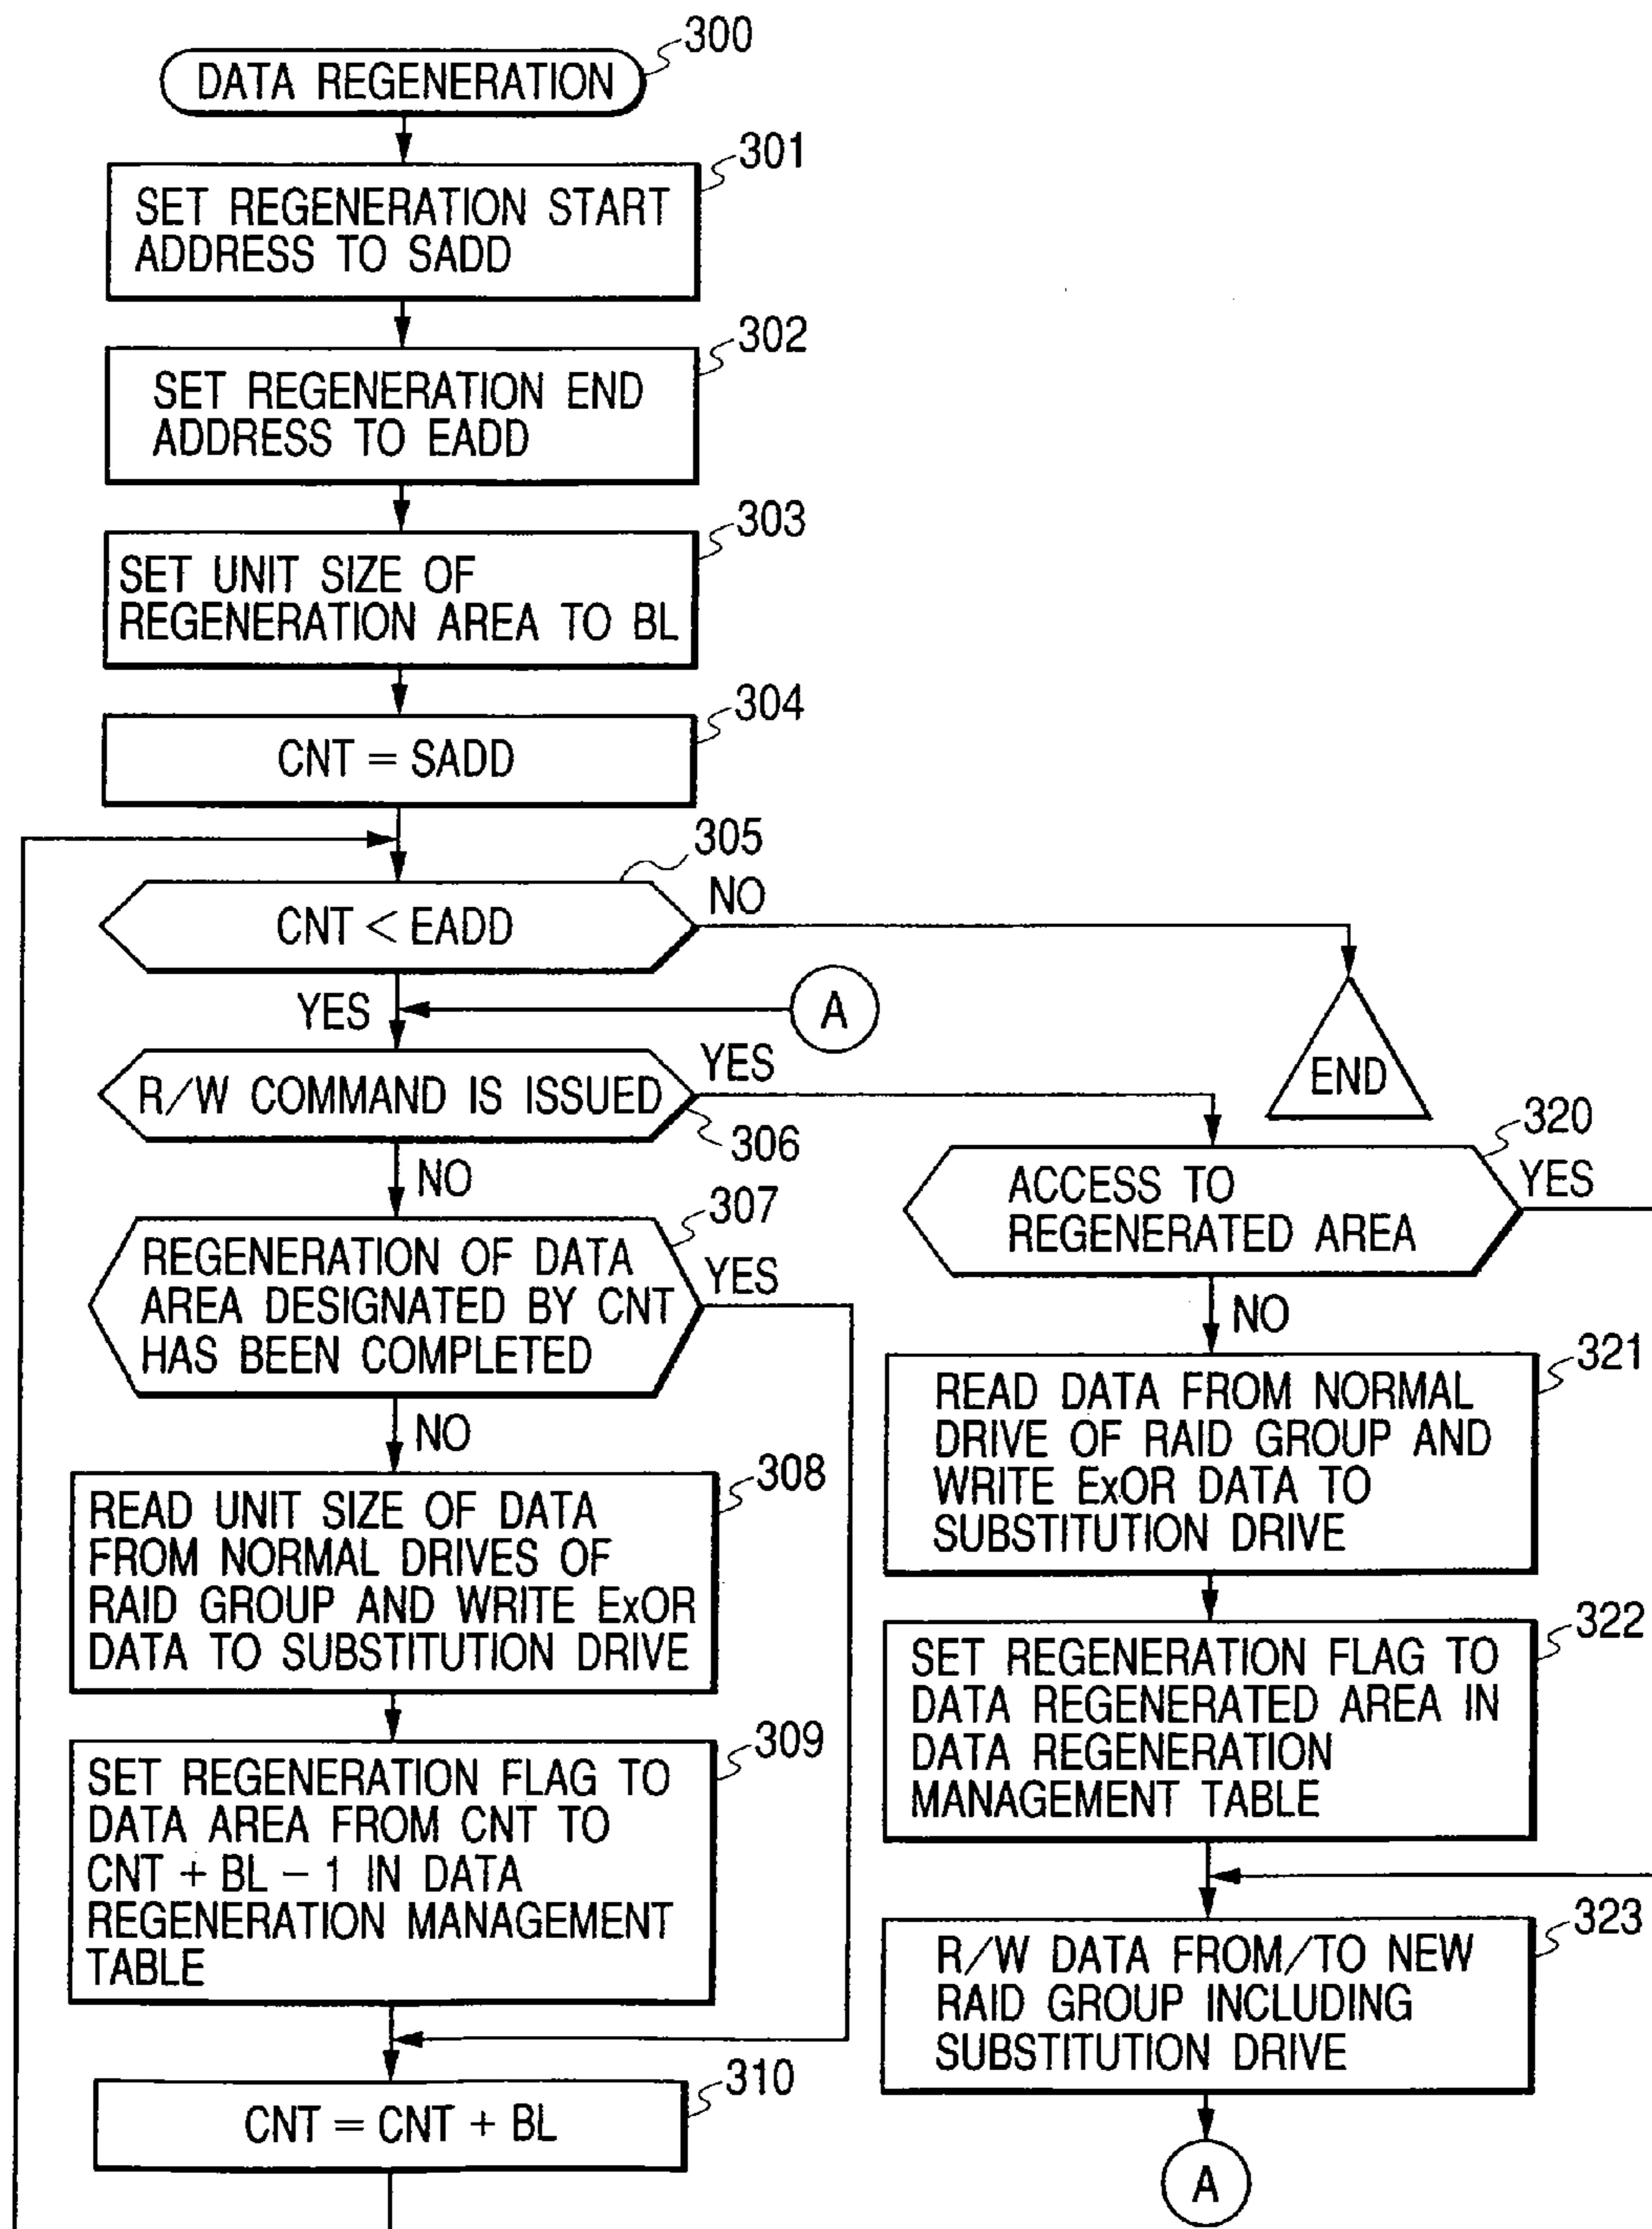 300
DATA REGENERATION
301
SET REGENERATION START
ADDRESS TO SADD
302
SET REGENERATION END
ADDRESS TO EADD
303
SET UNIT SIZE OF
REGENERATION AREA TO BL
304
CNT = SADD
305
CNT < EADD
NO
YES
A
END
R/W COMMAND IS ISSUED
YES
306
NO
307
REGENERATION OF DATA
AREA DESIGNATED BY CNT
HAS BEEN COMPLETED
YES
NO
308
READ UNIT SIZE OF DATA
FROM NORMAL DRIVES OF
RAID GROUP AND WRITE ExOR
DATA TO SUBSTITUTION DRIVE
309
SET REGENERATION FLAG TO
DATA AREA FROM CNT TO
CNT + BL - 1 IN DATA
REGENERATION MANAGEMENT
TABLE
310
CNT = CNT + BL
320
ACCESS TO
REGENERATED AREA
YES
NO
321
READ DATA FROM NORMAL
DRIVE OF RAID GROUP AND
WRITE ExOR DATA TO
SUBSTITUTION DRIVE
322
SET REGENERATION FLAG TO
DATA REGENERATED AREA IN
DATA REGENERATION
MANAGEMENT TABLE
323
R/W DATA FROM/TO NEW
RAID GROUP INCLUDING
SUBSTITUTION DRIVE
A